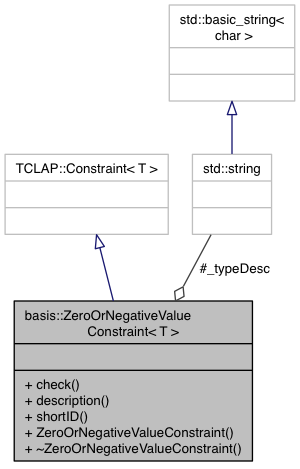 std::basic_string<
char >
TCLAP::Constraint< T >
std::string
#_typeDesc
basis::ZeroOrNegativeValue
Constraint< T >
+ check()
+ description()
+ shortID()
+ ZeroOrNegativeValueConstraint()
+ ~ZeroOrNegativeValueConstraint()